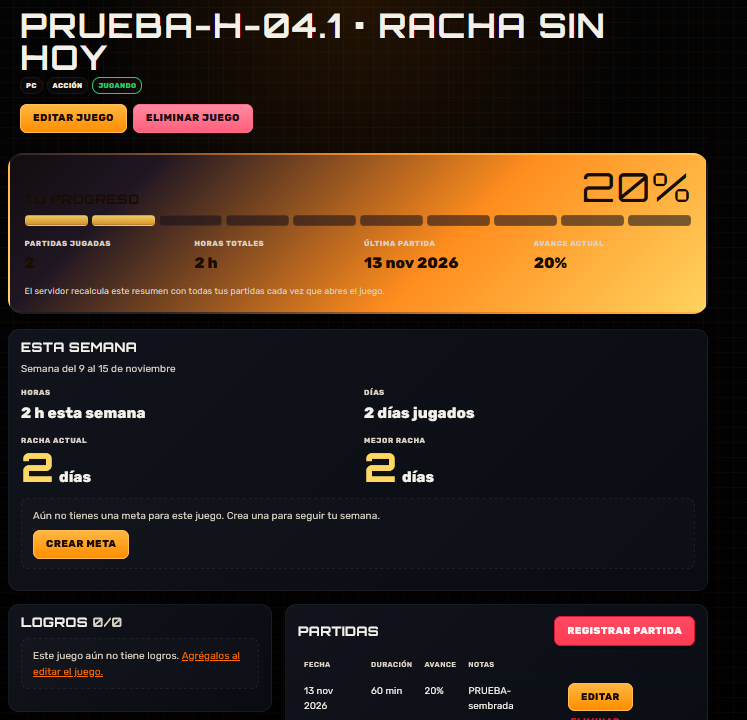 PRUEBA-H-04.1 • RACHA SIN
HOY
PC ACCIÓN JUGANDO
EDITAR JUEGO ELIMINAR JUEGO
TU PROGRESO 20%
PARTIDAS JUGADAS HORAS TOTALES ÚLTIMA PARTIDA AVANCE ACTUAL
2 2 h 13 nov 2026 20%
El servidor recalcula este resumen con todas tus partidas cada vez que abres el juego.
ESTA SEMANA
Semana del 9 al 15 de noviembre
HORAS DÍAS
2 h esta semana 2 días jugados
RACHA ACTUAL MEJOR RACHA
2 días 2 días
Aún no tienes una meta para este juego. Crea una para seguir tu semana.
CREAR META
LOGROS 0/0
Este juego aún no tiene logros. Agrégalos al
editar el juego.
PARTIDAS REGISTRAR PARTIDA
FECHA DURACIÓN AVANCE NOTAS
13 nov 60 min 20% PRUEBA- EDITAR
2026 sembrada
ELIMINAR